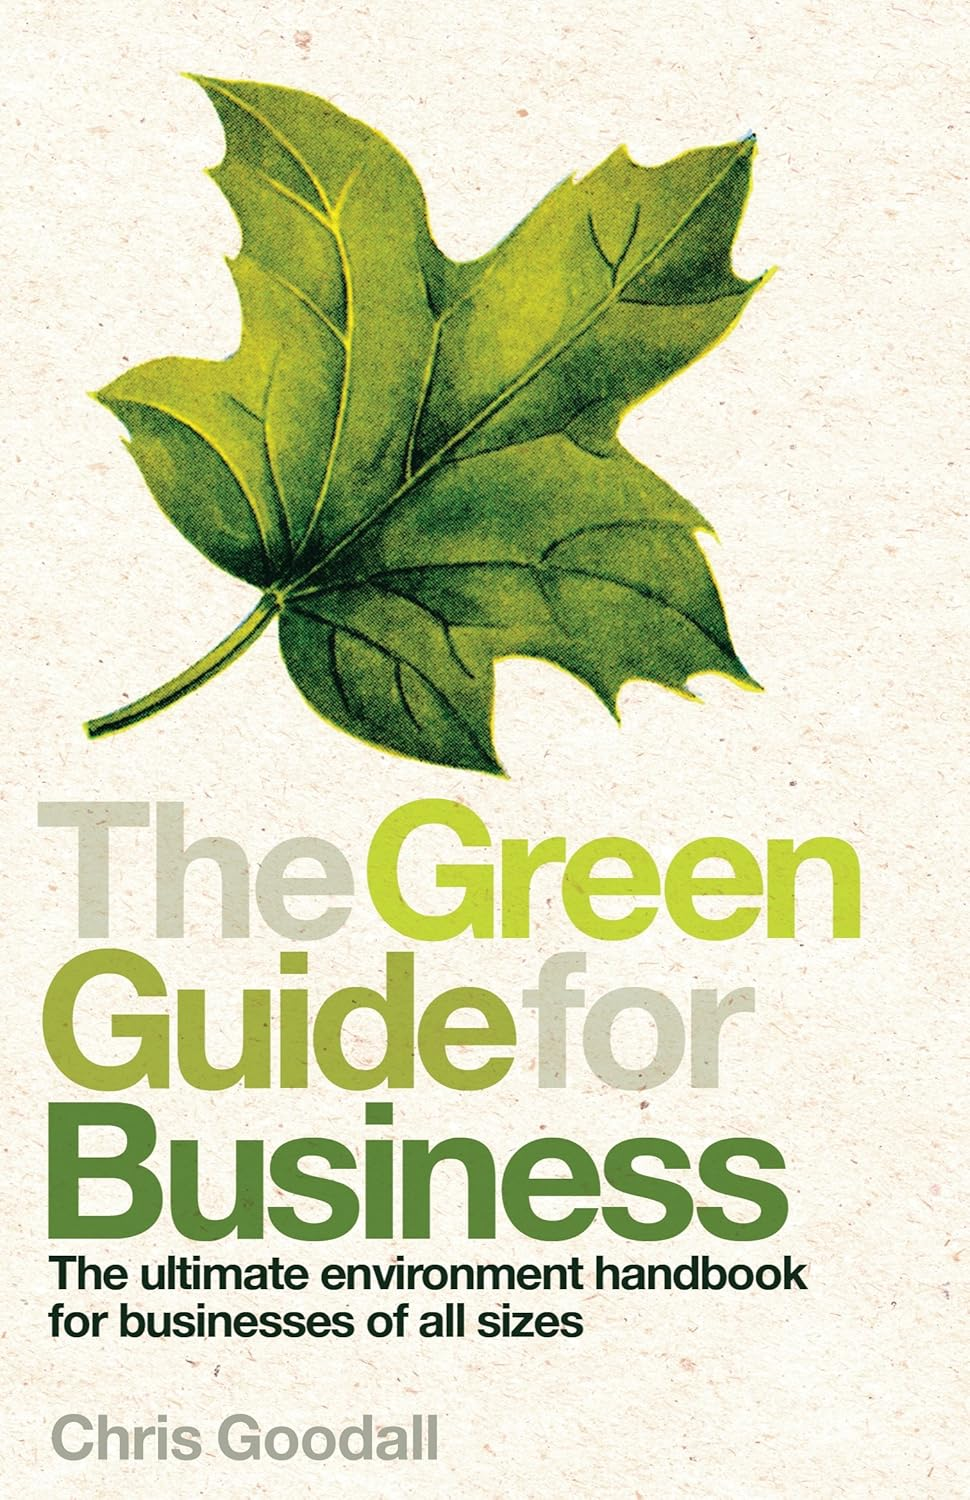 The Green
Guide for
Business
The ultimate environment handbook
for businesses of all sizes
Chris Goodall